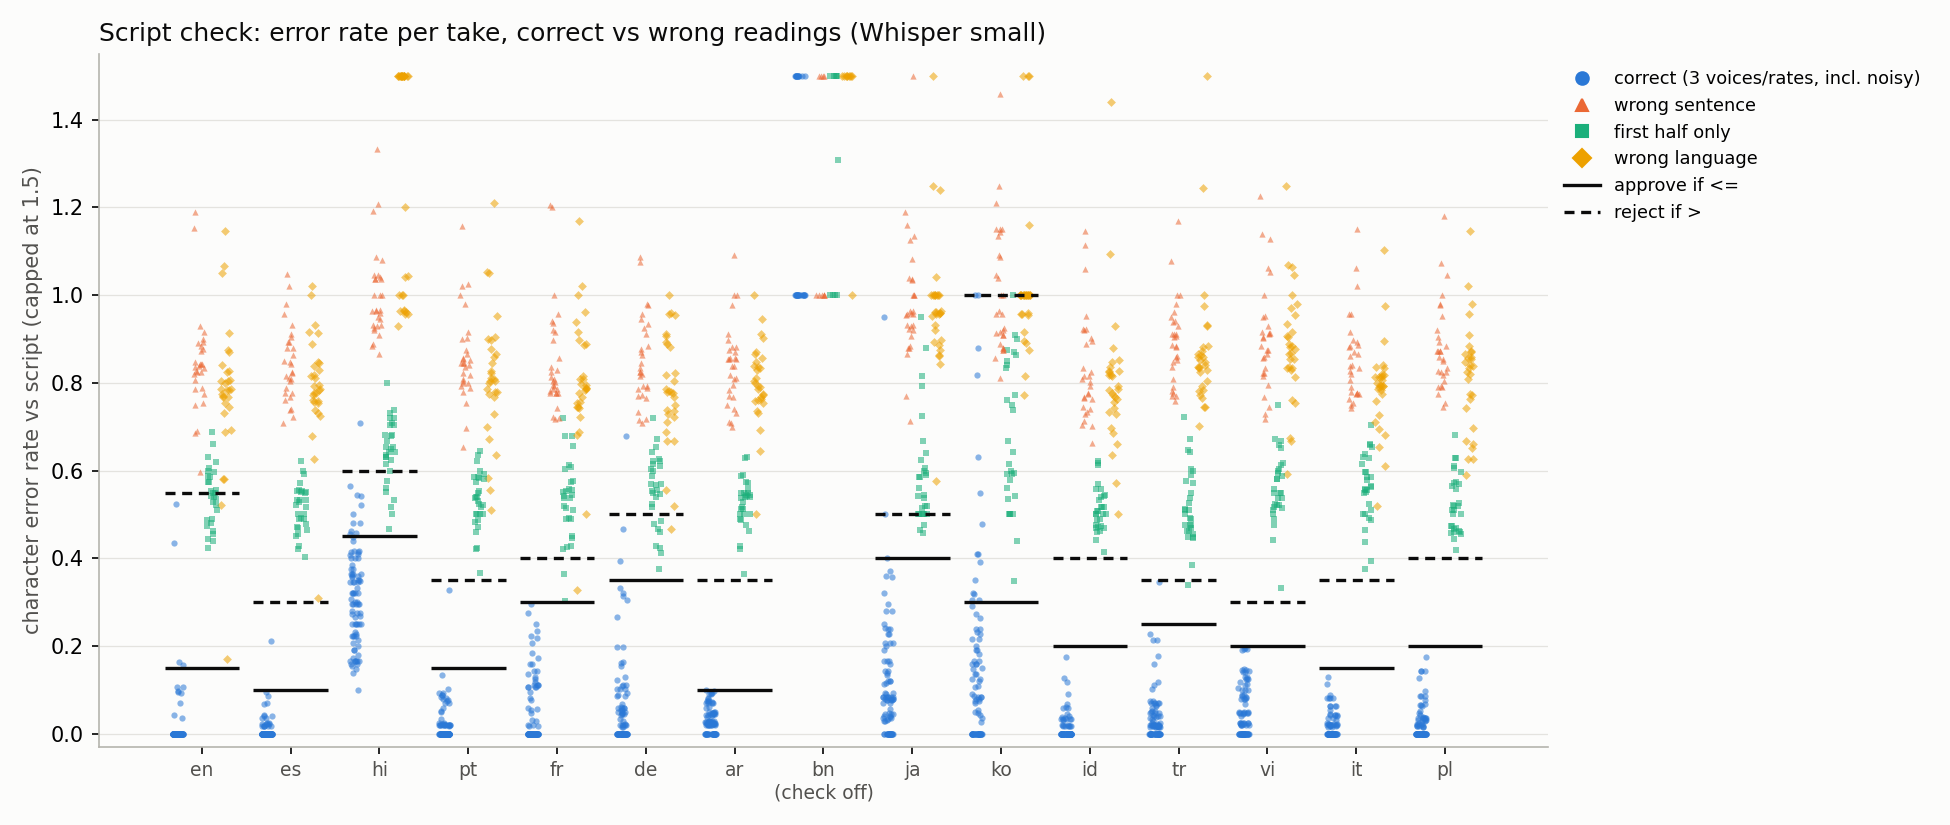 Script check: error rate per take, correct vs wrong readings (Whisper small)
character error rate vs script (capped at 1.5)
1.4
1.2
1.0
0.8
0.6
0.4
0.2
0.0
en es hi pt fr de ar bn ja ko id tr vi it pl
(check off)
correct (3 voices/rates, incl. noisy)
wrong sentence
first half only
wrong language
approve if <=
reject if >